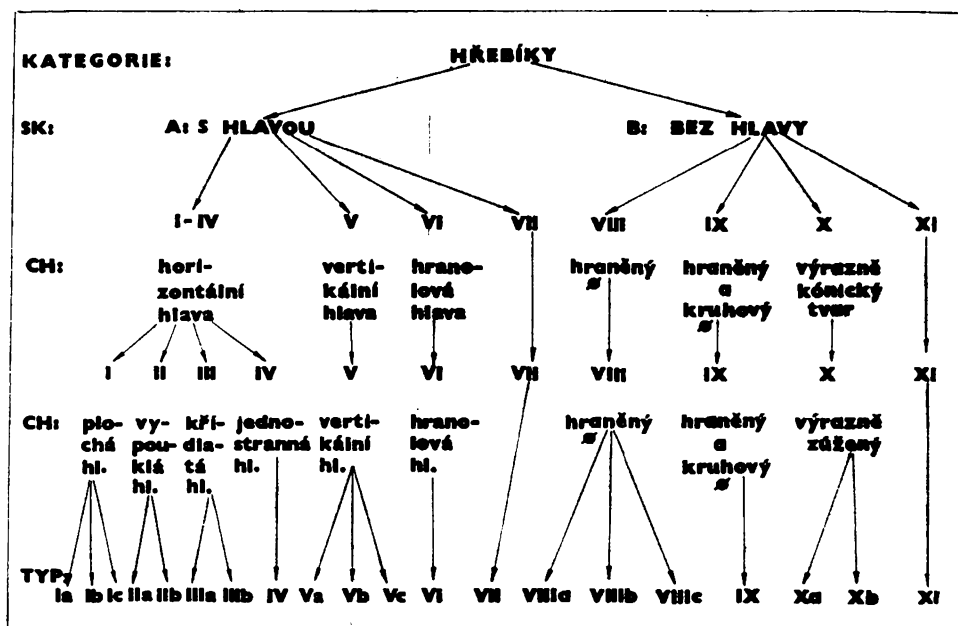 KATEGORIE: HŘEBÍKY
SK: A: S HLAVOU B: BEZ HLAVY
I-IV V VI VII VIII IX X XI
CH: hori- verti- hrano- hraněný hraněný výrazně
zontální kální lová ø a kónický
hlava hlava hlava kruhový tvar
ø
I II III IV V VI VII VIII IX X XI
CH: plo- vy- kří- jedno- verti- hrano- hraněný hraněný výrazně
chá pou- dla- stranná kální lová ø a zúžený
hl. klá tá hl. hl. hl. kruhový
hl. hl. ø
TYP:
Ia Ib Ic IIa IIb IIIa IIIb IV Va Vb Vc VI VII VIIIa VIIIb VIIIc IX Xa Xb XI